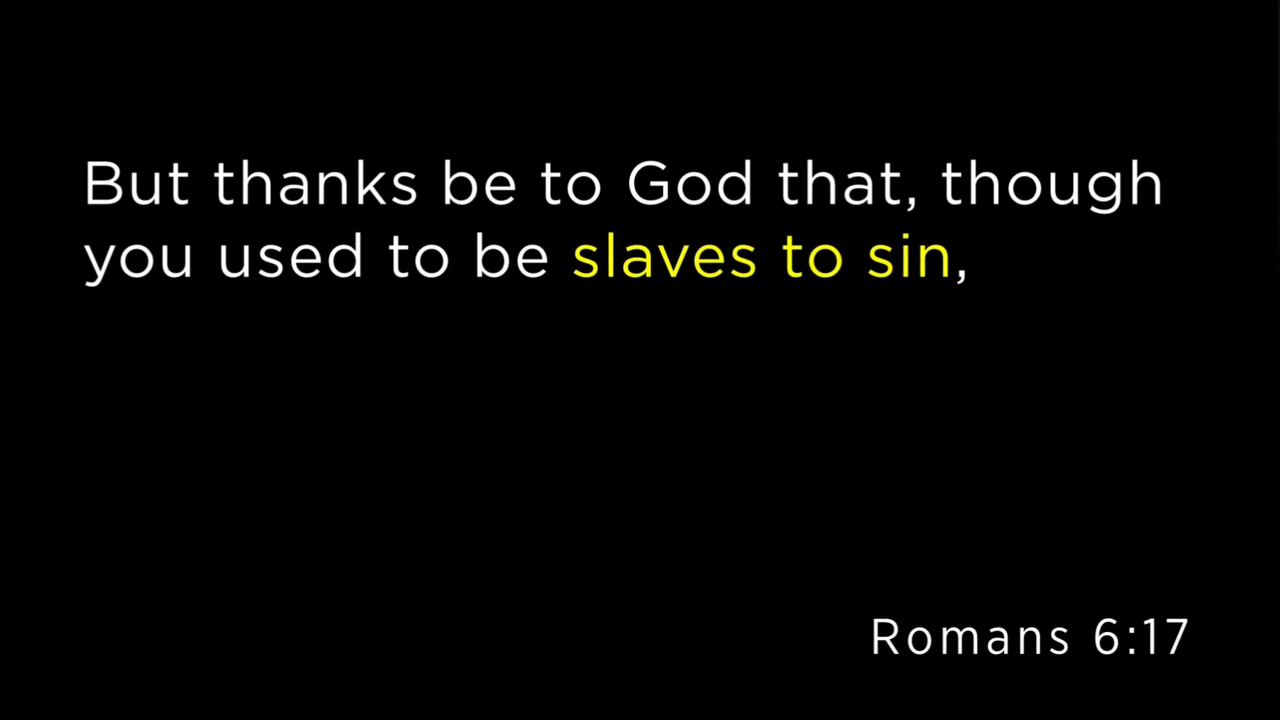 But thanks be to God that, though
you used to be slaves to sin,
Romans 6:17